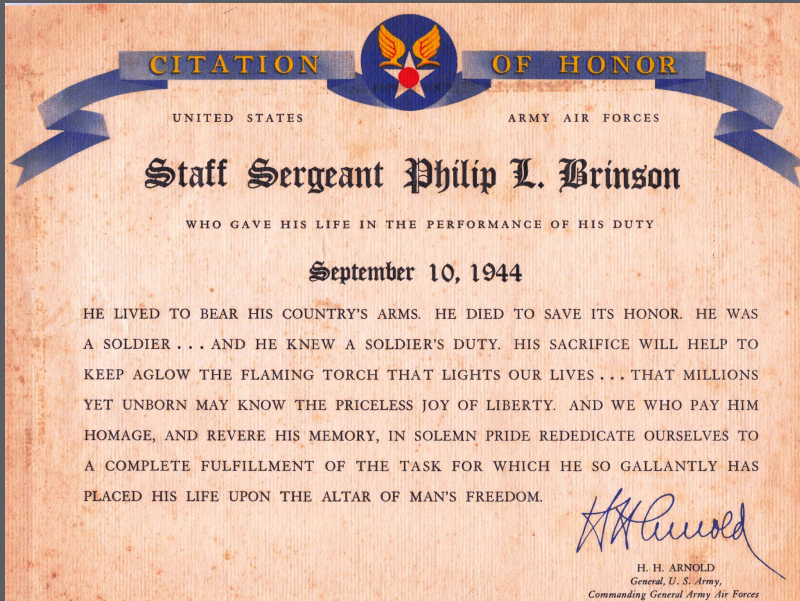 CITATION OF HONOR
UNITED STATES ARMY AIR FORCES
Staff Sergeant Philip L. Brinson
WHO GAVE HIS LIFE IN THE PERFORMANCE OF HIS DUTY
September 10, 1944
HE LIVED TO BEAR HIS COUNTRY'S ARMS. HE DIED TO SAVE ITS HONOR. HE WAS
A SOLDIER . . . AND HE KNEW A SOLDIER'S DUTY. HIS SACRIFICE WILL HELP TO
KEEP AGLOW THE FLAMING TORCH THAT LIGHTS OUR LIVES . . . THAT MILLIONS
YET UNBORN MAY KNOW THE PRICELESS JOY OF LIBERTY. AND WE WHO PAY HIM
HOMAGE, AND REVERE HIS MEMORY, IN SOLEMN PRIDE REDEDICATE OURSELVES TO
A COMPLETE FULFILLMENT OF THE TASK FOR WHICH HE SO GALLANTLY HAS
PLACED HIS LIFE UPON THE ALTAR OF MAN'S FREEDOM.
H H Arnold
H. H. ARNOLD
General, U. S. Army,
Commanding General Army Air Forces